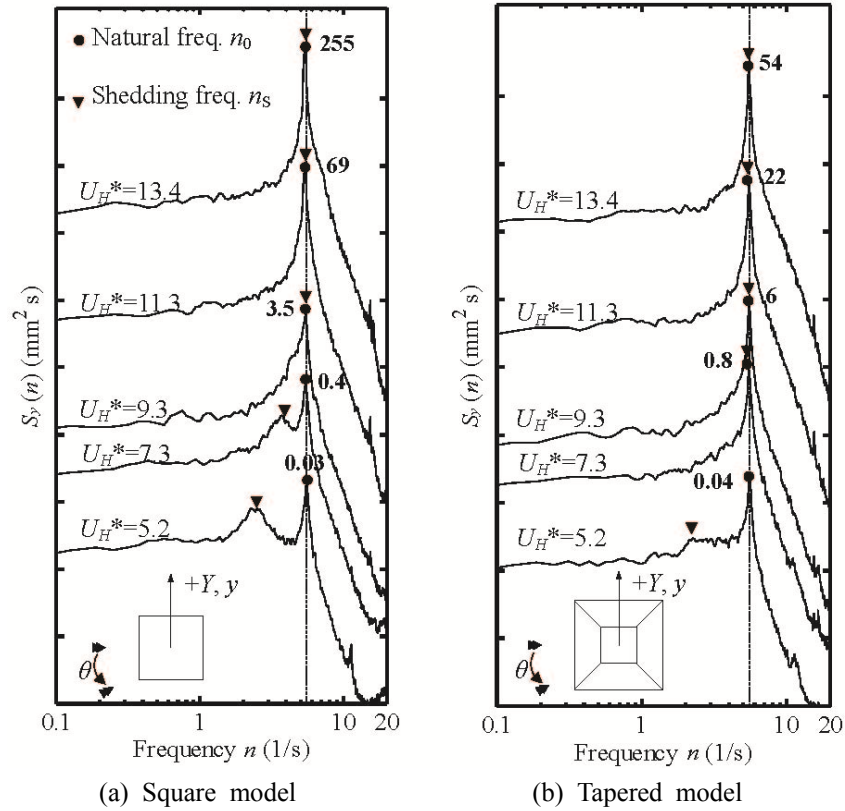 Natural freq. n0
Shedding freq. nS
255
69
3.5
0.4
0.03
UH*=13.4
UH*=11.3
UH*=9.3
UH*=7.3
UH*=5.2
+Y, y
θ
Sy (n) (mm² s)
0.1 1 10 20
Frequency n (1/s)
(a) Square model
54
22
6
0.8
0.04
UH*=13.4
UH*=11.3
UH*=9.3
UH*=7.3
UH*=5.2
+Y, y
θ
Sy (n) (mm² s)
0.1 1 10 20
Frequency n (1/s)
(b) Tapered model